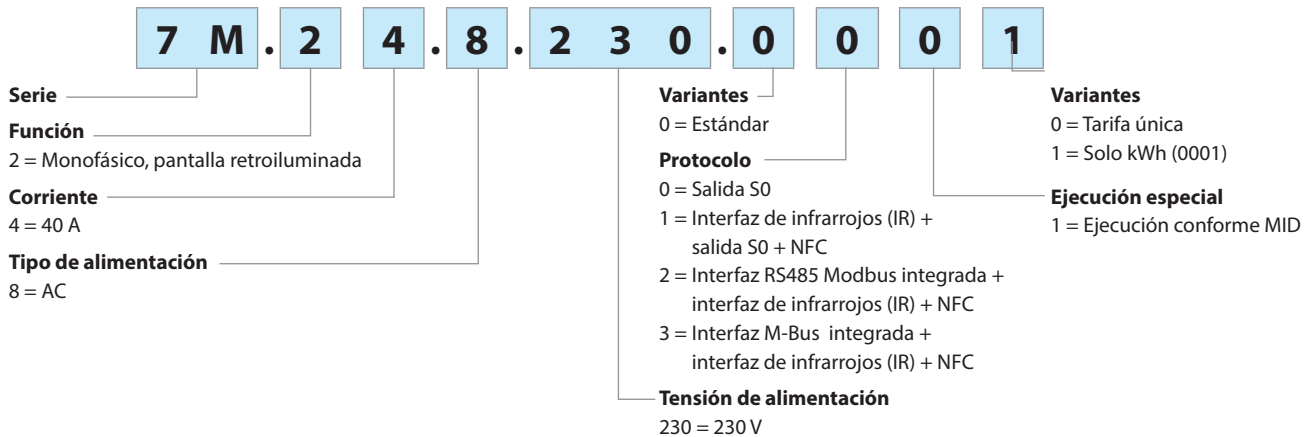 7 M . 2 4 . 8 . 2 3 0 . 0 0 0 1
Serie
Función
2 = Monofásico, pantalla retroiluminada
Corriente
4 = 40 A
Tipo de alimentación
8 = AC
Variantes
0 = Estándar
Protocolo
0 = Salida S0
1 = Interfaz de infrarrojos (IR) +
salida S0 + NFC
2 = Interfaz RS485 Modbus integrada +
interfaz de infrarrojos (IR) + NFC
3 = Interfaz M-Bus integrada +
interfaz de infrarrojos (IR) + NFC
Tensión de alimentación
230 = 230 V
Variantes
0 = Tarifa única
1 = Solo kWh (0001)
Ejecución especial
1 = Ejecución conforme MID